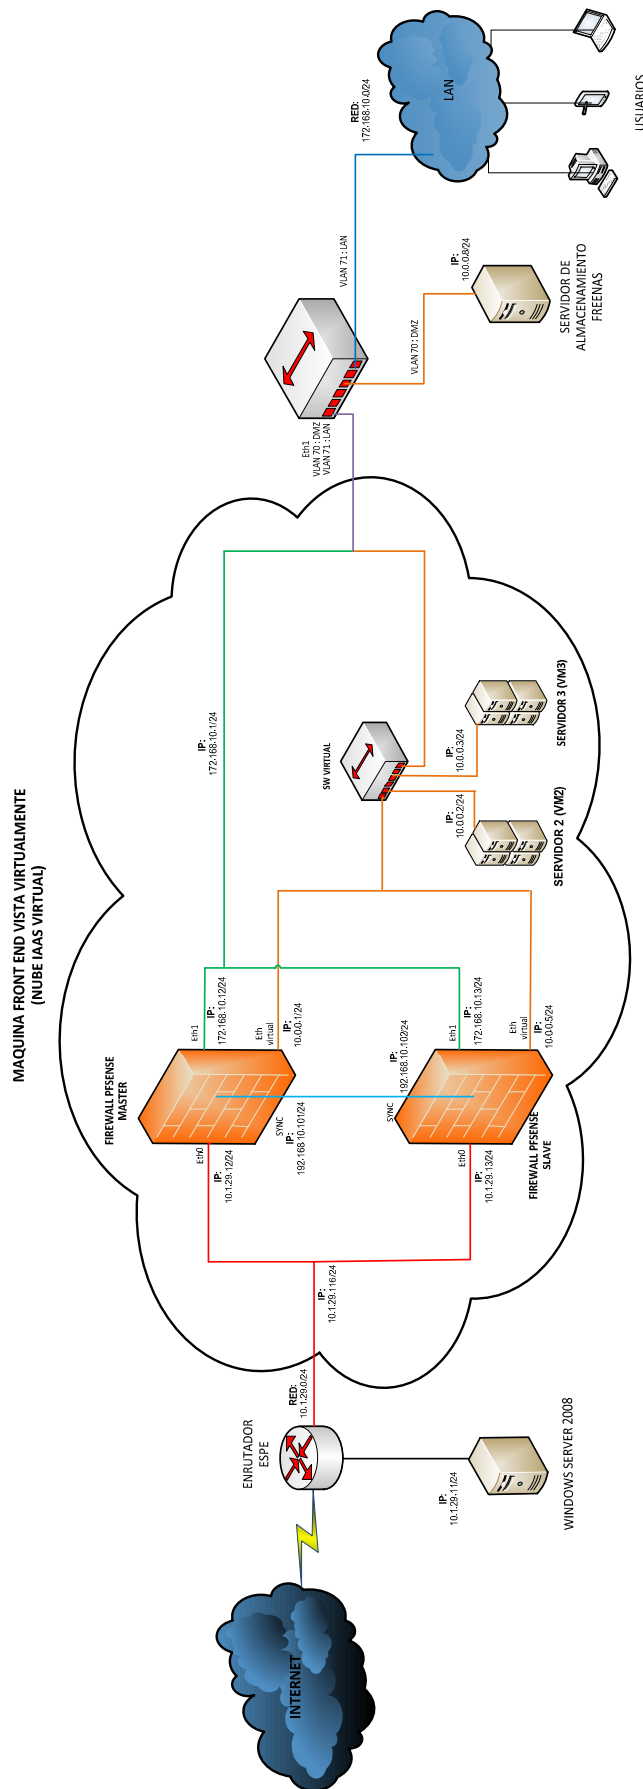 MAQUINA FRONT END VISTA VIRTUALMENTE
(NUBE IAAS VIRTUAL)
INTERNET
ENRUTADOR
ESPE
RED:
10.1.29.0/24
IP:
10.1.29.11/24
WINDOWS SERVER 2008
IP:
10.1.29.116/24
FIREWALL PFSENSE
MASTER
Eth0
IP:
10.1.29.12/24
SYNC
IP:
192.168.10.101/24
Eth1
IP:
172.168.10.12/24
Eth
virtual
IP:
10.0.0.1/24
FIREWALL PFSENSE
SLAVE
Eth0
IP:
10.1.29.13/24
SYNC
IP:
192.168.10.102/24
Eth1
IP:
172.168.10.13/24
Eth
virtual
IP:
10.0.0.5/24
IP:
172.168.10.1/24
SW VIRTUAL
IP:
10.0.0.2/24
SERVIDOR 2 (VM2)
IP:
10.0.0.3/24
SERVIDOR 3 (VM3)
Eth1
VLAN 70 : DMZ
VLAN 71 : LAN
VLAN 71 : LAN
VLAN 70 : DMZ
IP:
10.0.0.8/24
SERVIDOR DE
ALMACENAMIENTO
FREENAS
RED:
172.168.10.0/24
LAN
USUARIOS